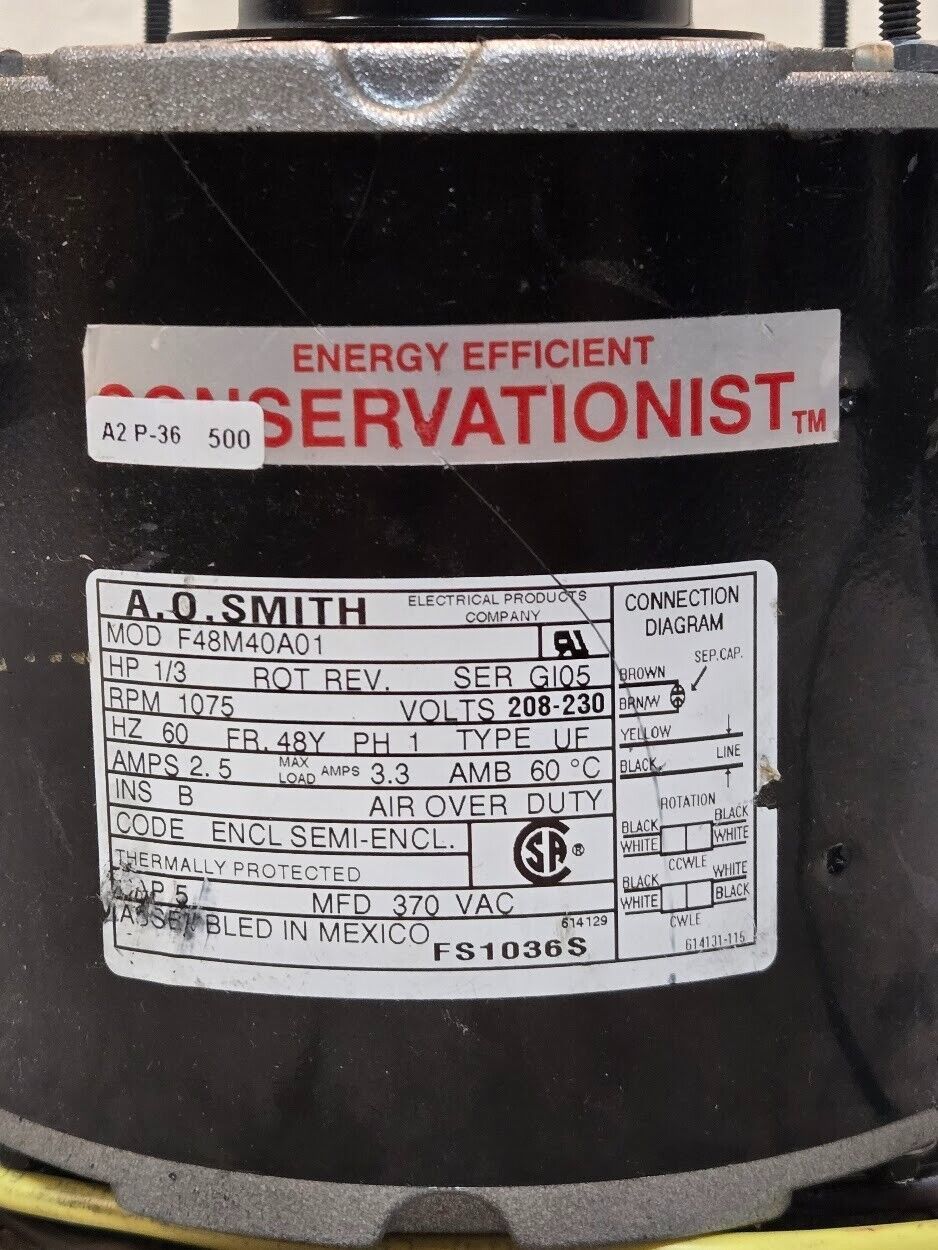 ENERGY EFFICIENT
SERVATIONIST TM
A2 P-36 500
A.O.SMITH ELECTRICAL PRODUCTS COMPANY
MOD F48M40A01
HP 1/3 ROT REV. SER GI05
RPM 1075 VOLTS 208-230
HZ 60 FR. 48Y PH 1 TYPE UF
AMPS 2.5 MAX LOAD AMPS 3.3 AMB 60 °C
INS B AIR OVER DUTY
CODE ENCL SEMI-ENCL.
SA ®
THERMALLY PROTECTED
5 MFD 370 VAC
BLED IN MEXICO 614129
FS1036S
CONNECTION
DIAGRAM
SEP.CAP.
BROWN
BRN/W
YELLOW
LINE
BLACK
ROTATION
BLACK BLACK
WHITE WHITE
CCWLE
BLACK WHITE
WHITE BLACK
CWLE
614131-115